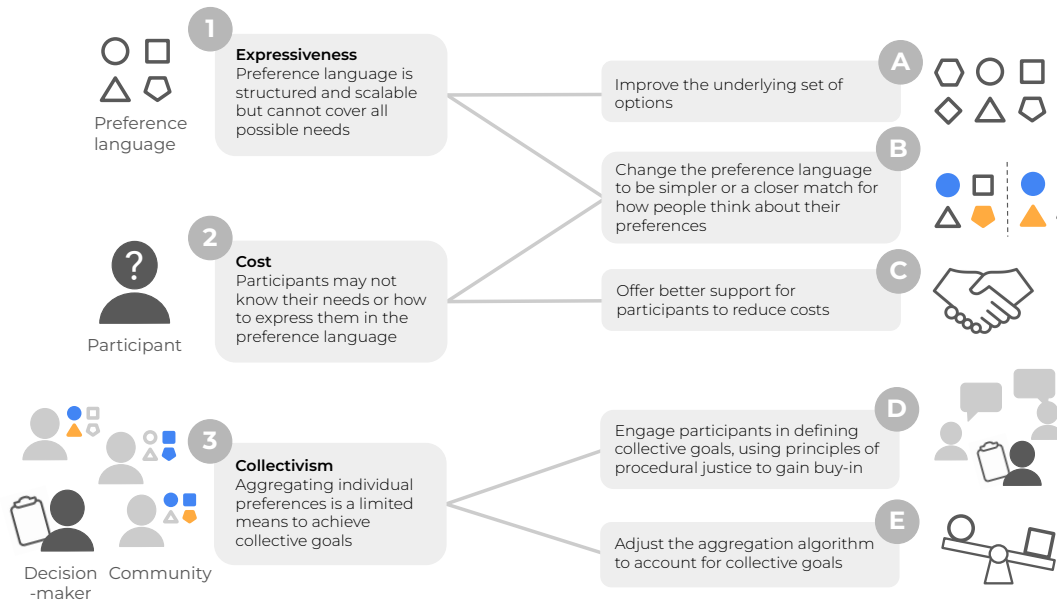 1
Expressiveness
Preference language is
structured and scalable
but cannot cover all
possible needs
Preference
language
A
Improve the underlying set of
options
B
Change the preference language
to be simpler or a closer match for
how people think about their
preferences
2
Cost
Participants may not
know their needs or how
to express them in the
preference language
?
Participant
C
Offer better support for
participants to reduce costs
3
Collectivism
Aggregating individual
preferences is a limited
means to achieve
collective goals
Decision
-maker
Community
D
Engage participants in defining
collective goals, using principles of
procedural justice to gain buy-in
E
Adjust the aggregation algorithm
to account for collective goals